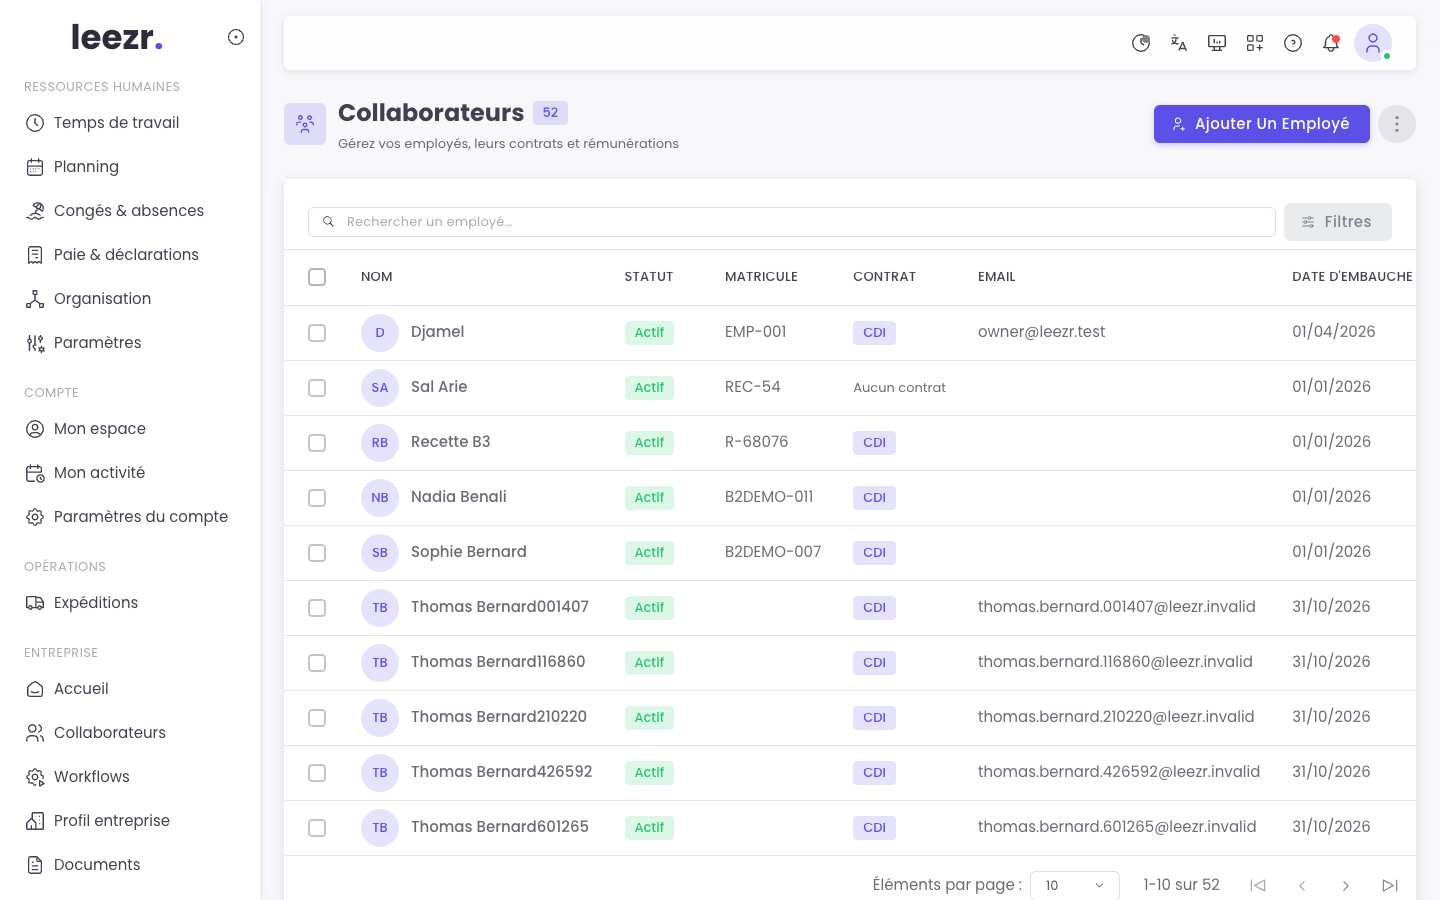 leezr.
RESSOURCES HUMAINES
Temps de travail
Planning
Congés & absences
Paie & déclarations
Organisation
Paramètres
COMPTE
Mon espace
Mon activité
Paramètres du compte
OPÉRATIONS
Expéditions
ENTREPRISE
Accueil
Collaborateurs
Workflows
Profil entreprise
Documents
Collaborateurs 52
Gérez vos employés, leurs contrats et rémunérations
Ajouter Un Employé
Rechercher un employé...
Filtres
NOM STATUT MATRICULE CONTRAT EMAIL DATE D'EMBAUCHE
D Djamel Actif EMP-001 CDI owner@leezr.test 01/04/2026
SA Sal Arie Actif REC-54 Aucun contrat 01/01/2026
RB Recette B3 Actif R-68076 CDI 01/01/2026
NB Nadia Benali Actif B2DEMO-011 CDI 01/01/2026
SB Sophie Bernard Actif B2DEMO-007 CDI 01/01/2026
TB Thomas Bernard001407 Actif CDI thomas.bernard.001407@leezr.invalid 31/10/2026
TB Thomas Bernard116860 Actif CDI thomas.bernard.116860@leezr.invalid 31/10/2026
TB Thomas Bernard210220 Actif CDI thomas.bernard.210220@leezr.invalid 31/10/2026
TB Thomas Bernard426592 Actif CDI thomas.bernard.426592@leezr.invalid 31/10/2026
TB Thomas Bernard601265 Actif CDI thomas.bernard.601265@leezr.invalid 31/10/2026
Éléments par page : 10 1-10 sur 52